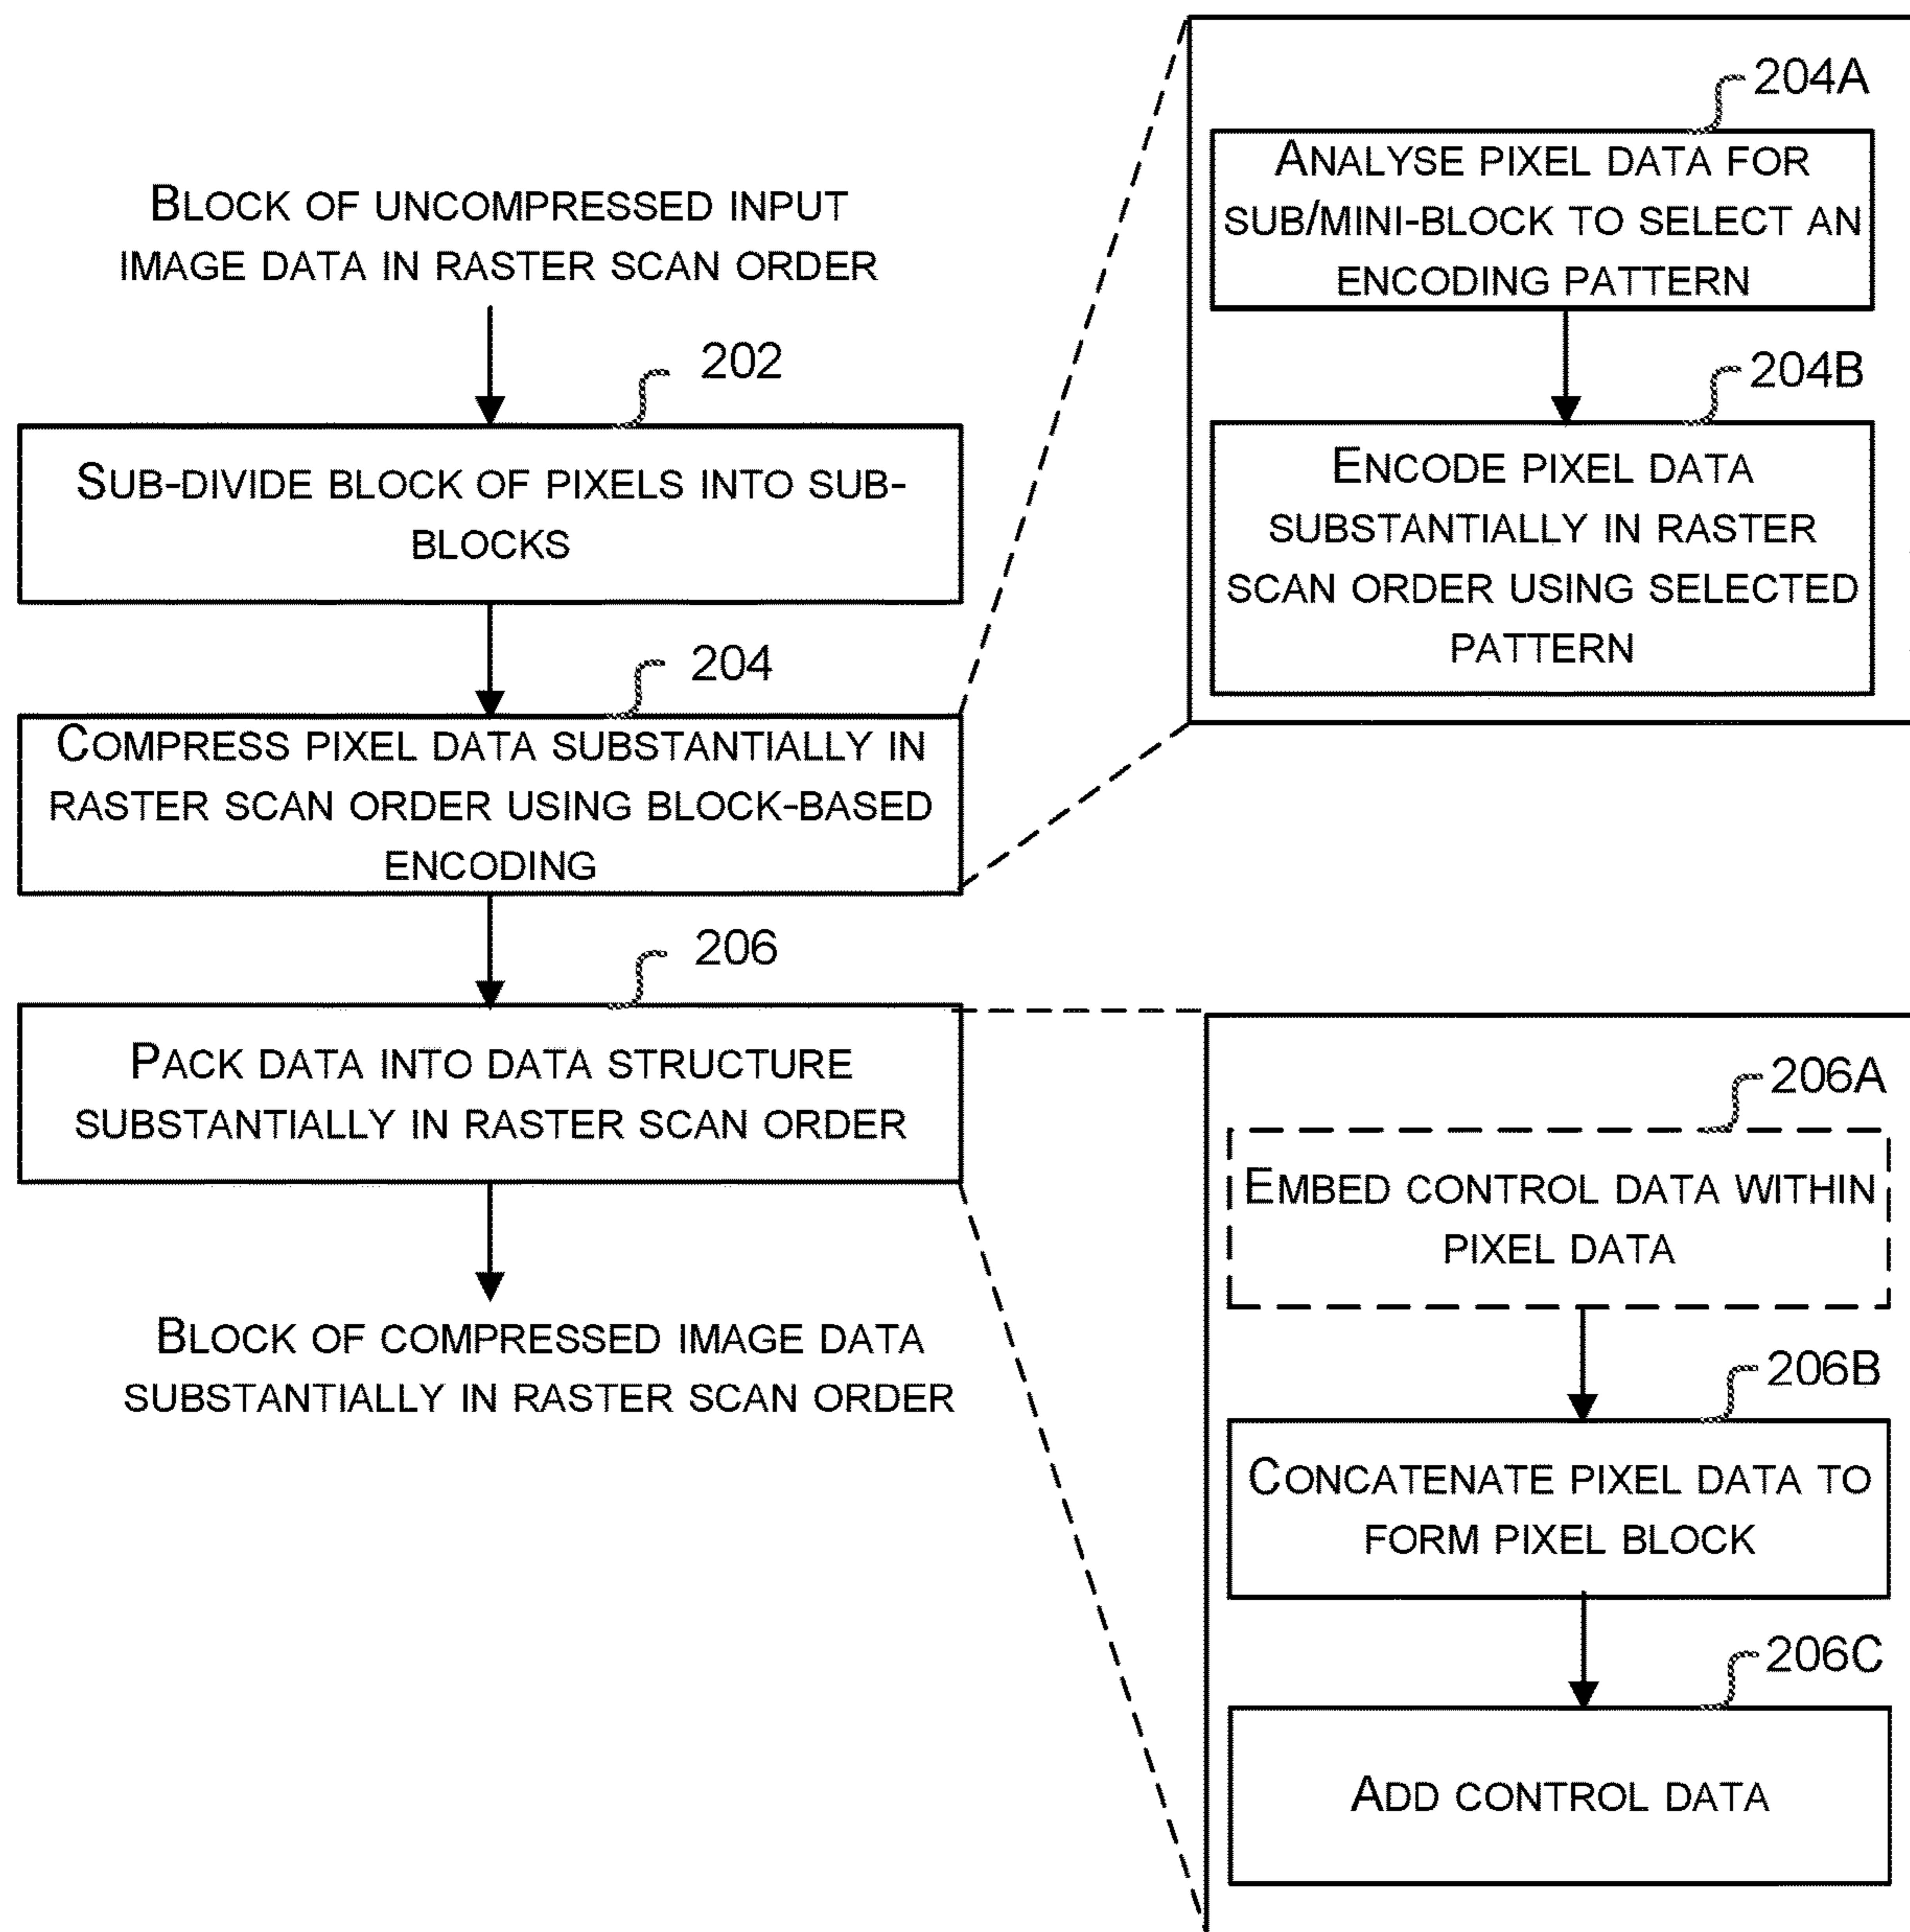 BLOCK OF UNCOMPRESSED INPUT
IMAGE DATA IN RASTER SCAN ORDER
202
SUB-DIVIDE BLOCK OF PIXELS INTO SUB-
BLOCKS
204
COMPRESS PIXEL DATA SUBSTANTIALLY IN
RASTER SCAN ORDER USING BLOCK-BASED
ENCODING
206
PACK DATA INTO DATA STRUCTURE
SUBSTANTIALLY IN RASTER SCAN ORDER
BLOCK OF COMPRESSED IMAGE DATA
SUBSTANTIALLY IN RASTER SCAN ORDER
204A
ANALYSE PIXEL DATA FOR
SUB/MINI-BLOCK TO SELECT AN
ENCODING PATTERN
204B
ENCODE PIXEL DATA
SUBSTANTIALLY IN RASTER
SCAN ORDER USING SELECTED
PATTERN
206A
EMBED CONTROL DATA WITHIN
PIXEL DATA
206B
CONCATENATE PIXEL DATA TO
FORM PIXEL BLOCK
206C
ADD CONTROL DATA